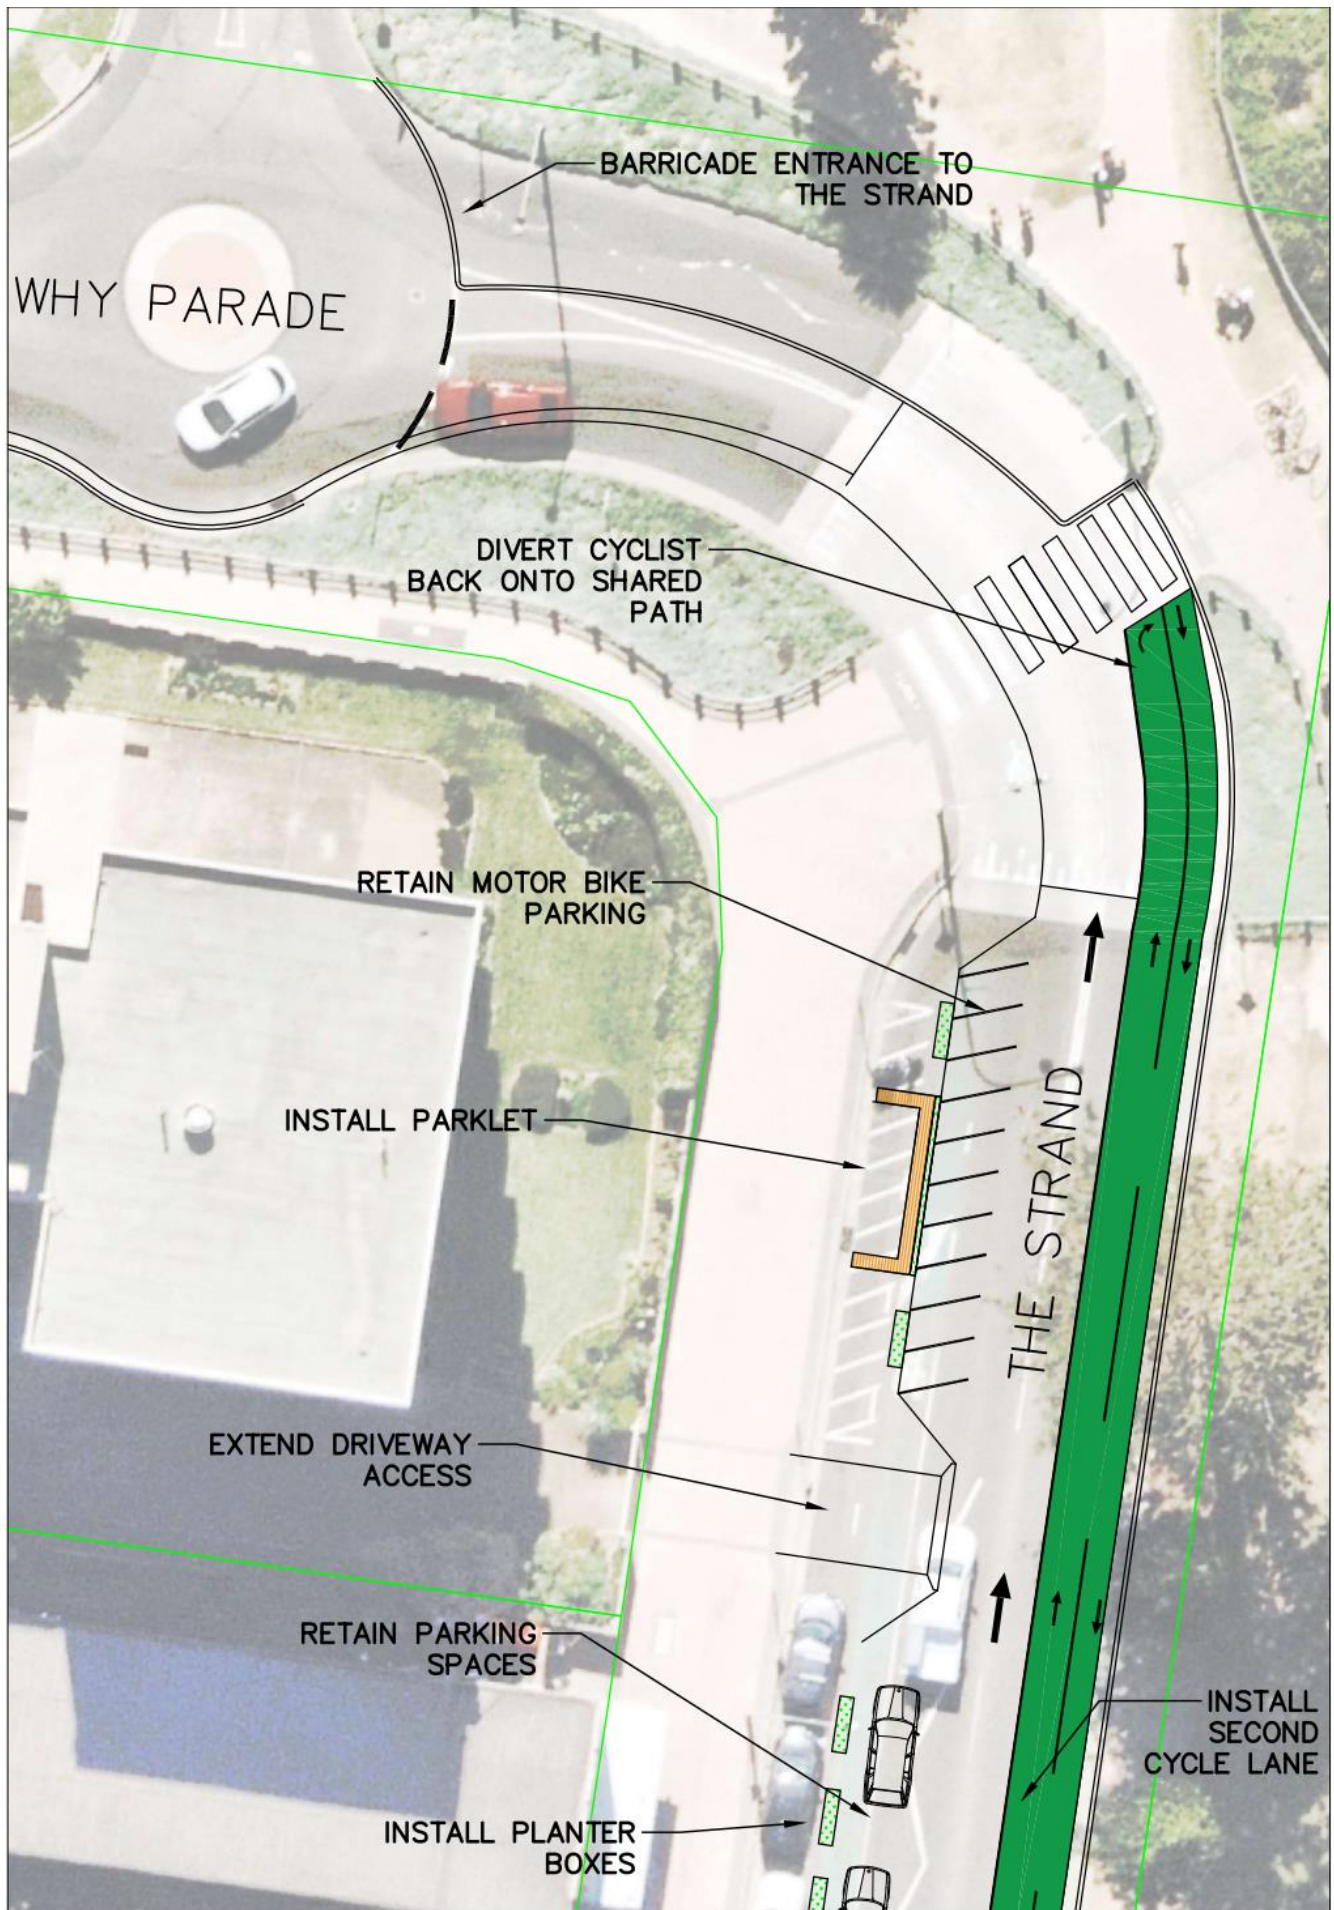 BARRICADE ENTRANCE TO
THE STRAND
WHY PARADE
DIVERT CYCLIST
BACK ONTO SHARED
PATH
RETAIN MOTOR BIKE
PARKING
INSTALL PARKLET
THE STRAND
EXTEND DRIVEWAY
ACCESS
RETAIN PARKING
SPACES
INSTALL
SECOND
CYCLE LANE
INSTALL PLANTER
BOXES